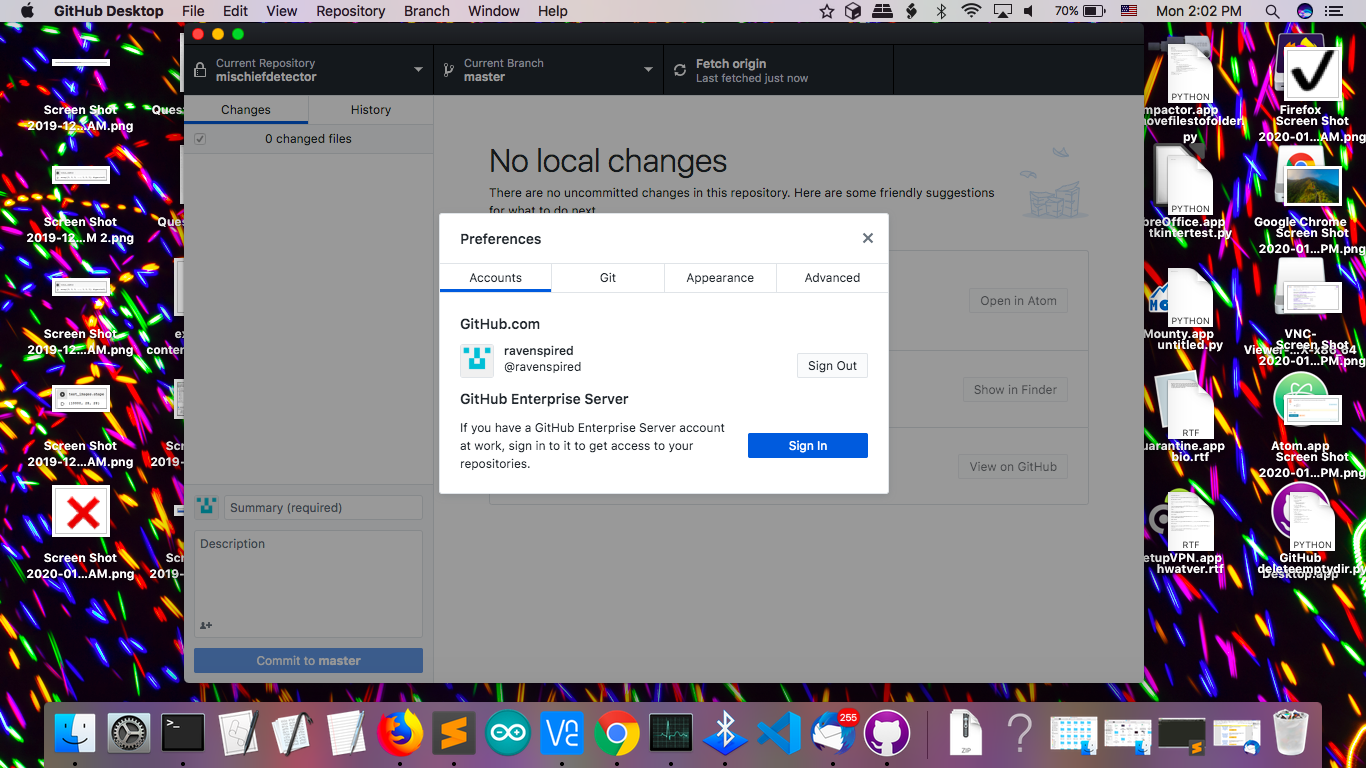 GitHub Desktop File Edit View Repository Branch Window Help
70% Mon 2:02 PM
Current Repository
mischiefdetector
Current Branch
master
Fetch origin
Last fetched just now
Changes History
0 changed files
No local changes
There are no uncommitted changes in this repository. Here are some friendly suggestions
for what to do next
Preferences
Accounts Git Appearance Advanced
GitHub.com
ravenspired
@ravenspired
Sign Out
GitHub Enterprise Server
If you have a GitHub Enterprise Server account
at work, sign in to it to get access to your
repositories.
Sign In
Open in
Show in Finder
View on GitHub
Summary (required)
Description
Commit to master
Screen Shot
2019-12...AM.png
Screen Shot
2019-12...M 2.png
Screen Shot
2019-12...AM.png
Screen Shot
2019-12...AM.png
Screen Shot
2020-01...AM.png
PYTHON
mpactor.app
ovefilestofolder
py
PYTHON
breOffice.app
tkintertest.py
PYTHON
Mounty.app
untitled.py
RTF
uarantine.app
bio.rtf
RTF
etupVPN.app
hwatver.rtf
Firefox
Screen Shot
2020-01...AM.png
Google Chrome
Screen Shot
2020-01...PM.png
VNC-
Screen Shot
2020-01...PM.png
Atom.app
Screen Shot
2020-01...PM.png
PYTHON
GitHub
deleteemptydir.py
Desktop.app
255
ZIP